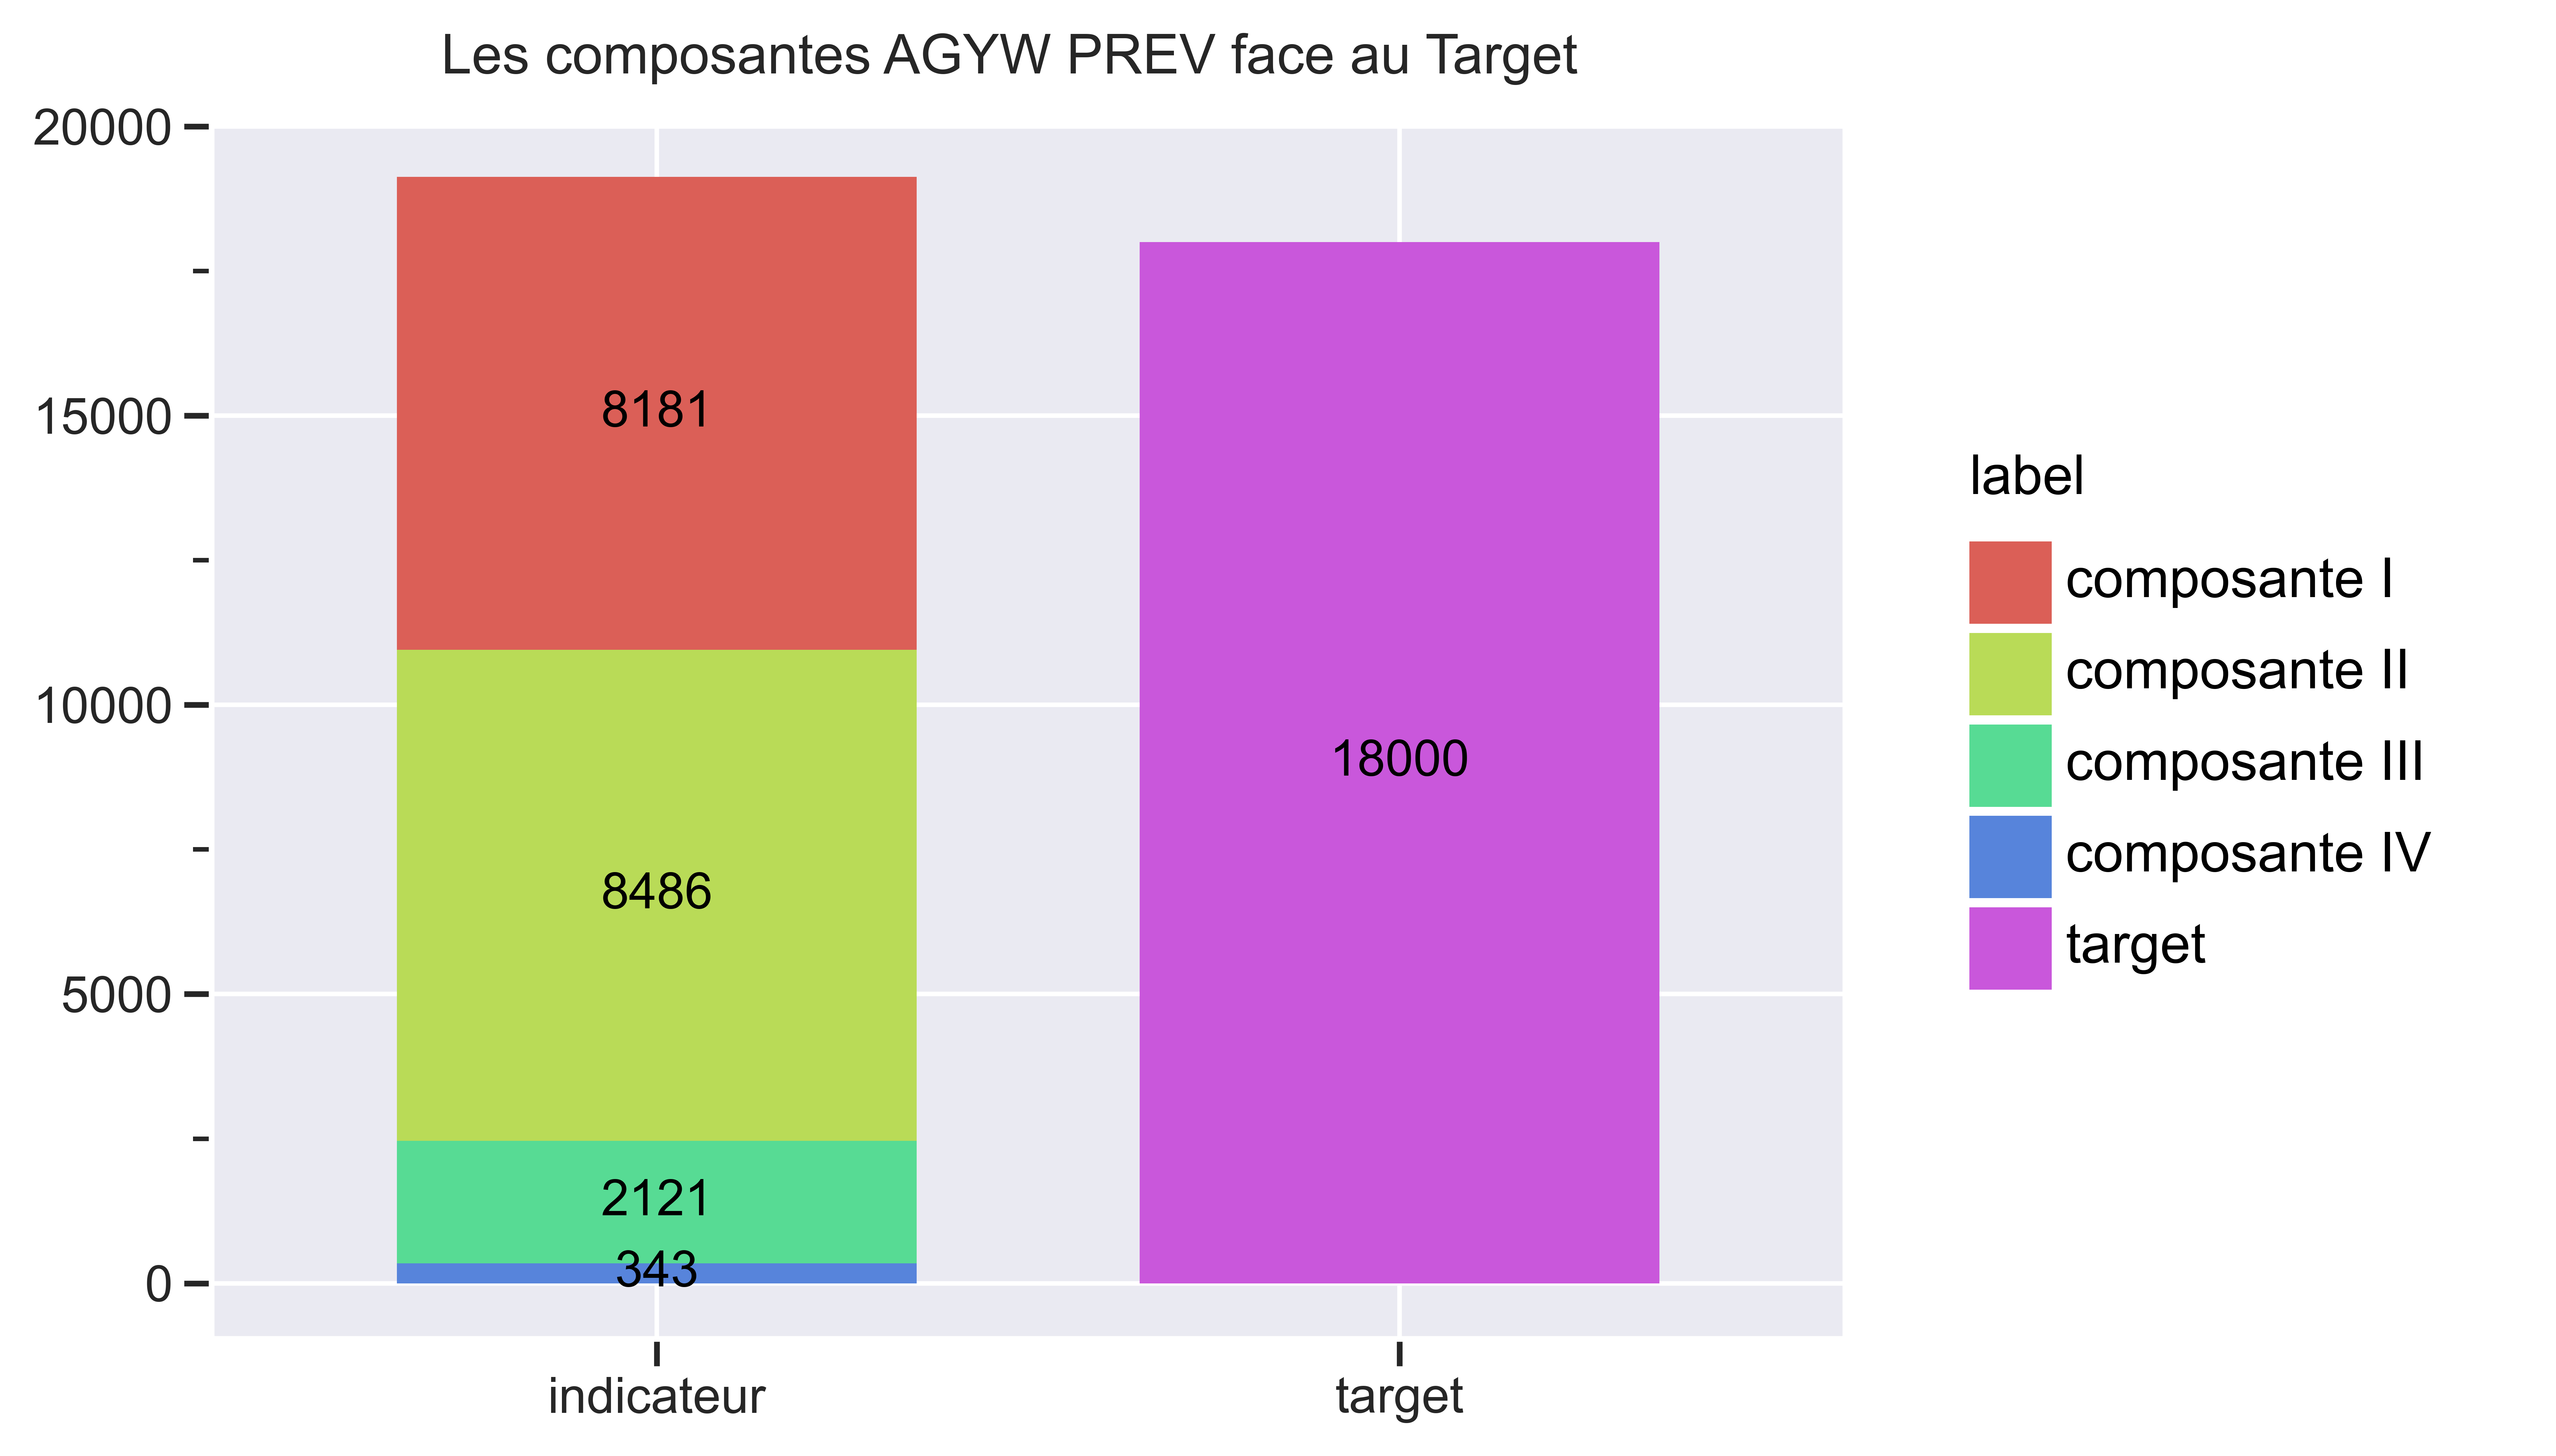 Les composantes AGYW PREV face au Target
20000
15000
10000
5000
0
8181
8486
2121
343
18000
indicateur
target
label
composante I
composante II
composante III
composante IV
target